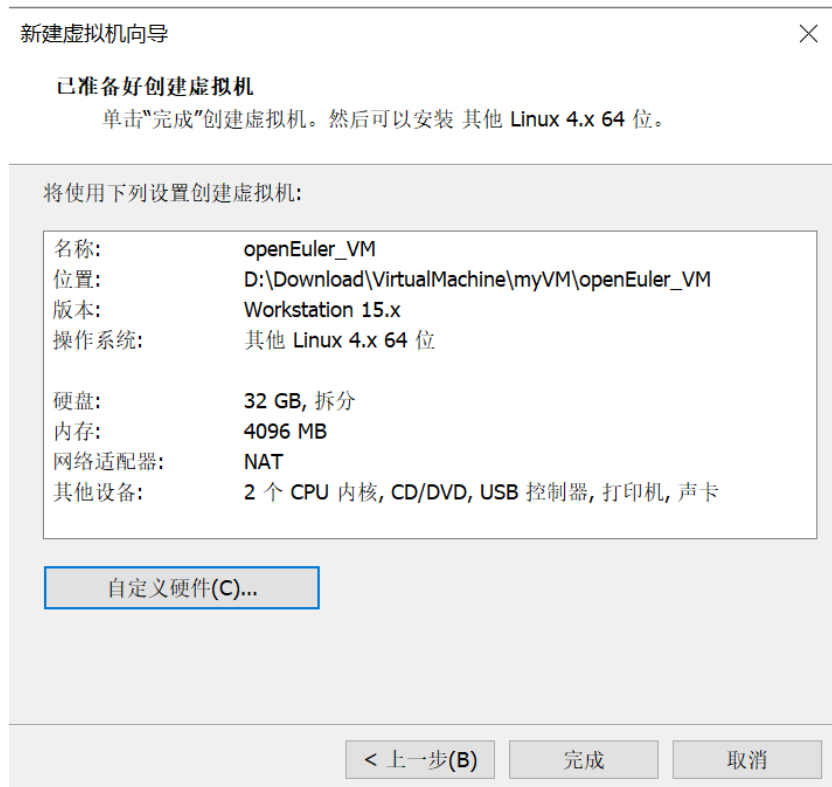 新建虚拟机向导
已准备好创建虚拟机
单击“完成”创建虚拟机。然后可以安装 其他 Linux 4.x 64 位。
将使用下列设置创建虚拟机:
名称: openEuler_VM
位置: D:\Download\VirtualMachine\myVM\openEuler_VM
版本: Workstation 15.x
操作系统: 其他 Linux 4.x 64 位
硬盘: 32 GB, 拆分
内存: 4096 MB
网络适配器: NAT
其他设备: 2 个 CPU 内核, CD/DVD, USB 控制器, 打印机, 声卡
自定义硬件(C)...
< 上一步(B) 完成 取消